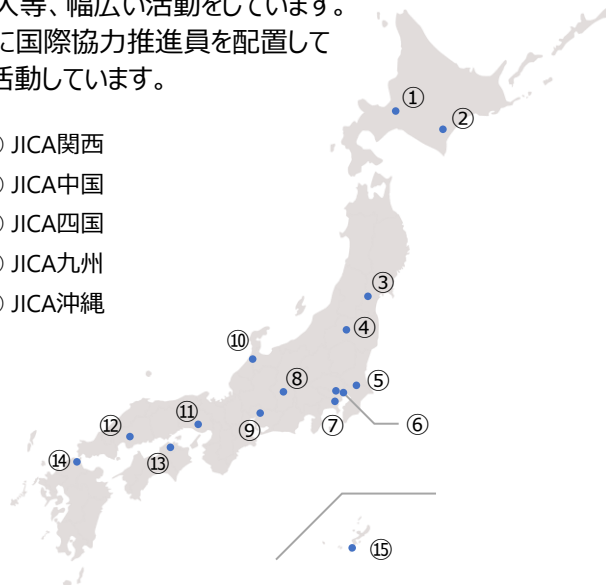 人等、幅広い活動をしています。
に国際協力推進員を配置して
活動しています。
JICA関西
JICA中国
JICA四国
JICA九州
JICA沖縄
①
②
③
④
⑤
⑥
⑦
⑧
⑨
⑩
⑪
⑫
⑬
⑭
⑮